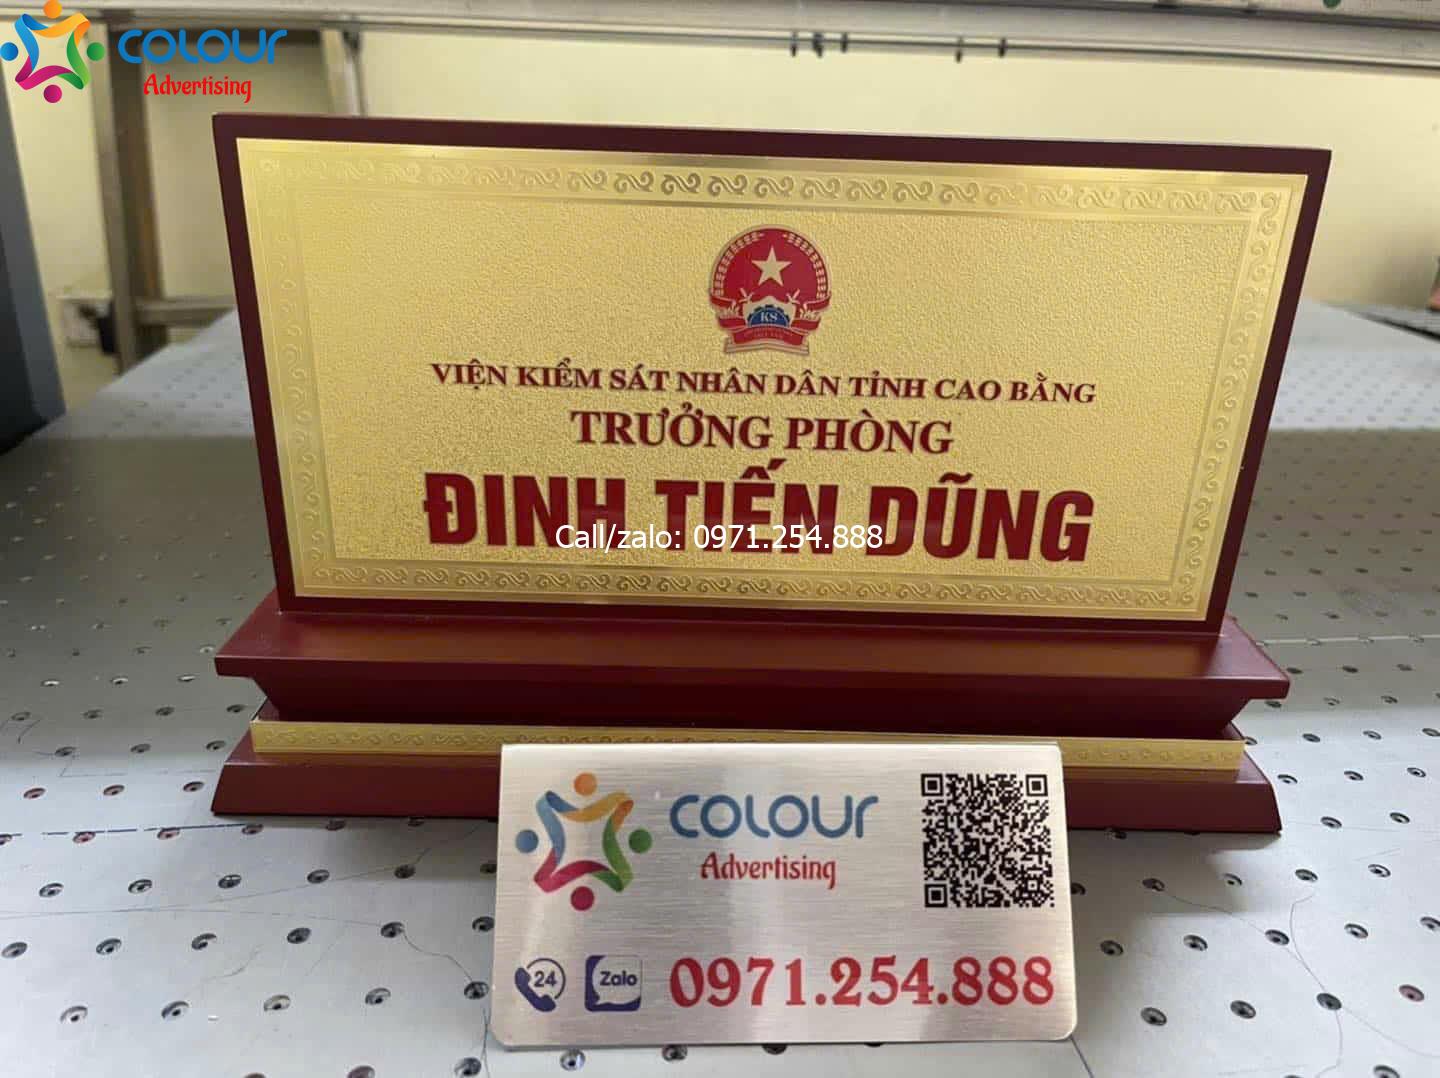 COLOUR
Advertising
KS
VIỆN KIỂM SÁT NHÂN DÂN TỈNH CAO BẰNG
TRƯỞNG PHÒNG
ĐINH TIẾN DŨNG
Call/zalo: 0971.254.888
COLOUR
Advertising
24
Zalo
0971.254.888